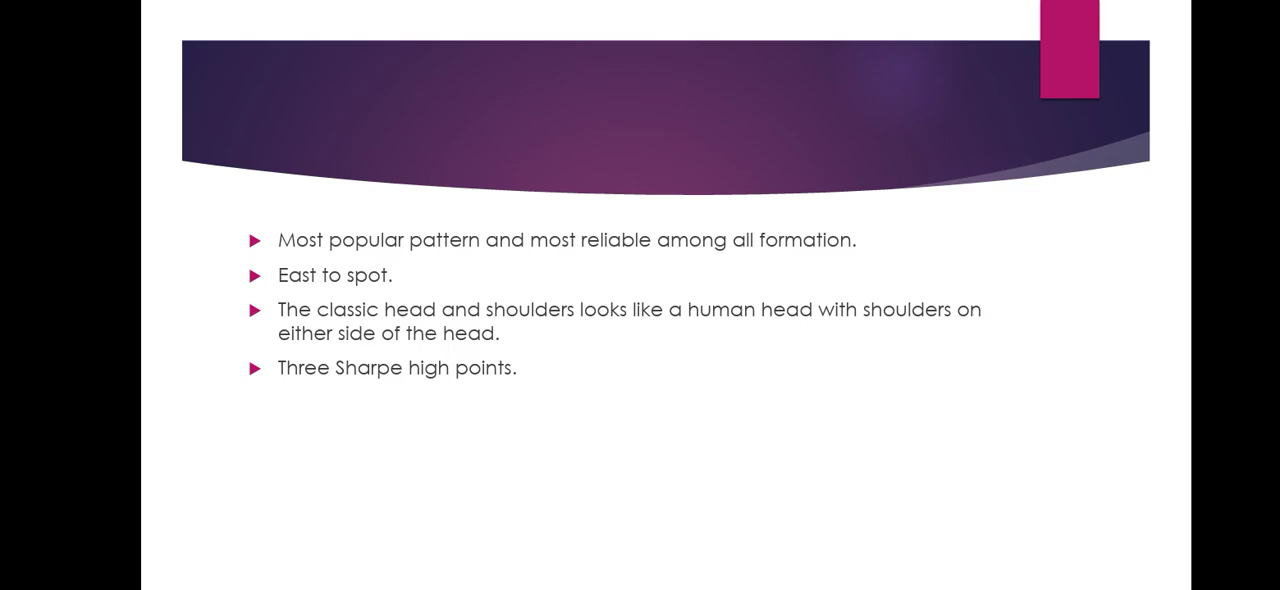 Most popular pattern and most reliable among all formation.
East to spot.
The classic head and shoulders looks like a human head with shoulders on
either side of the head.
Three Sharpe high points.